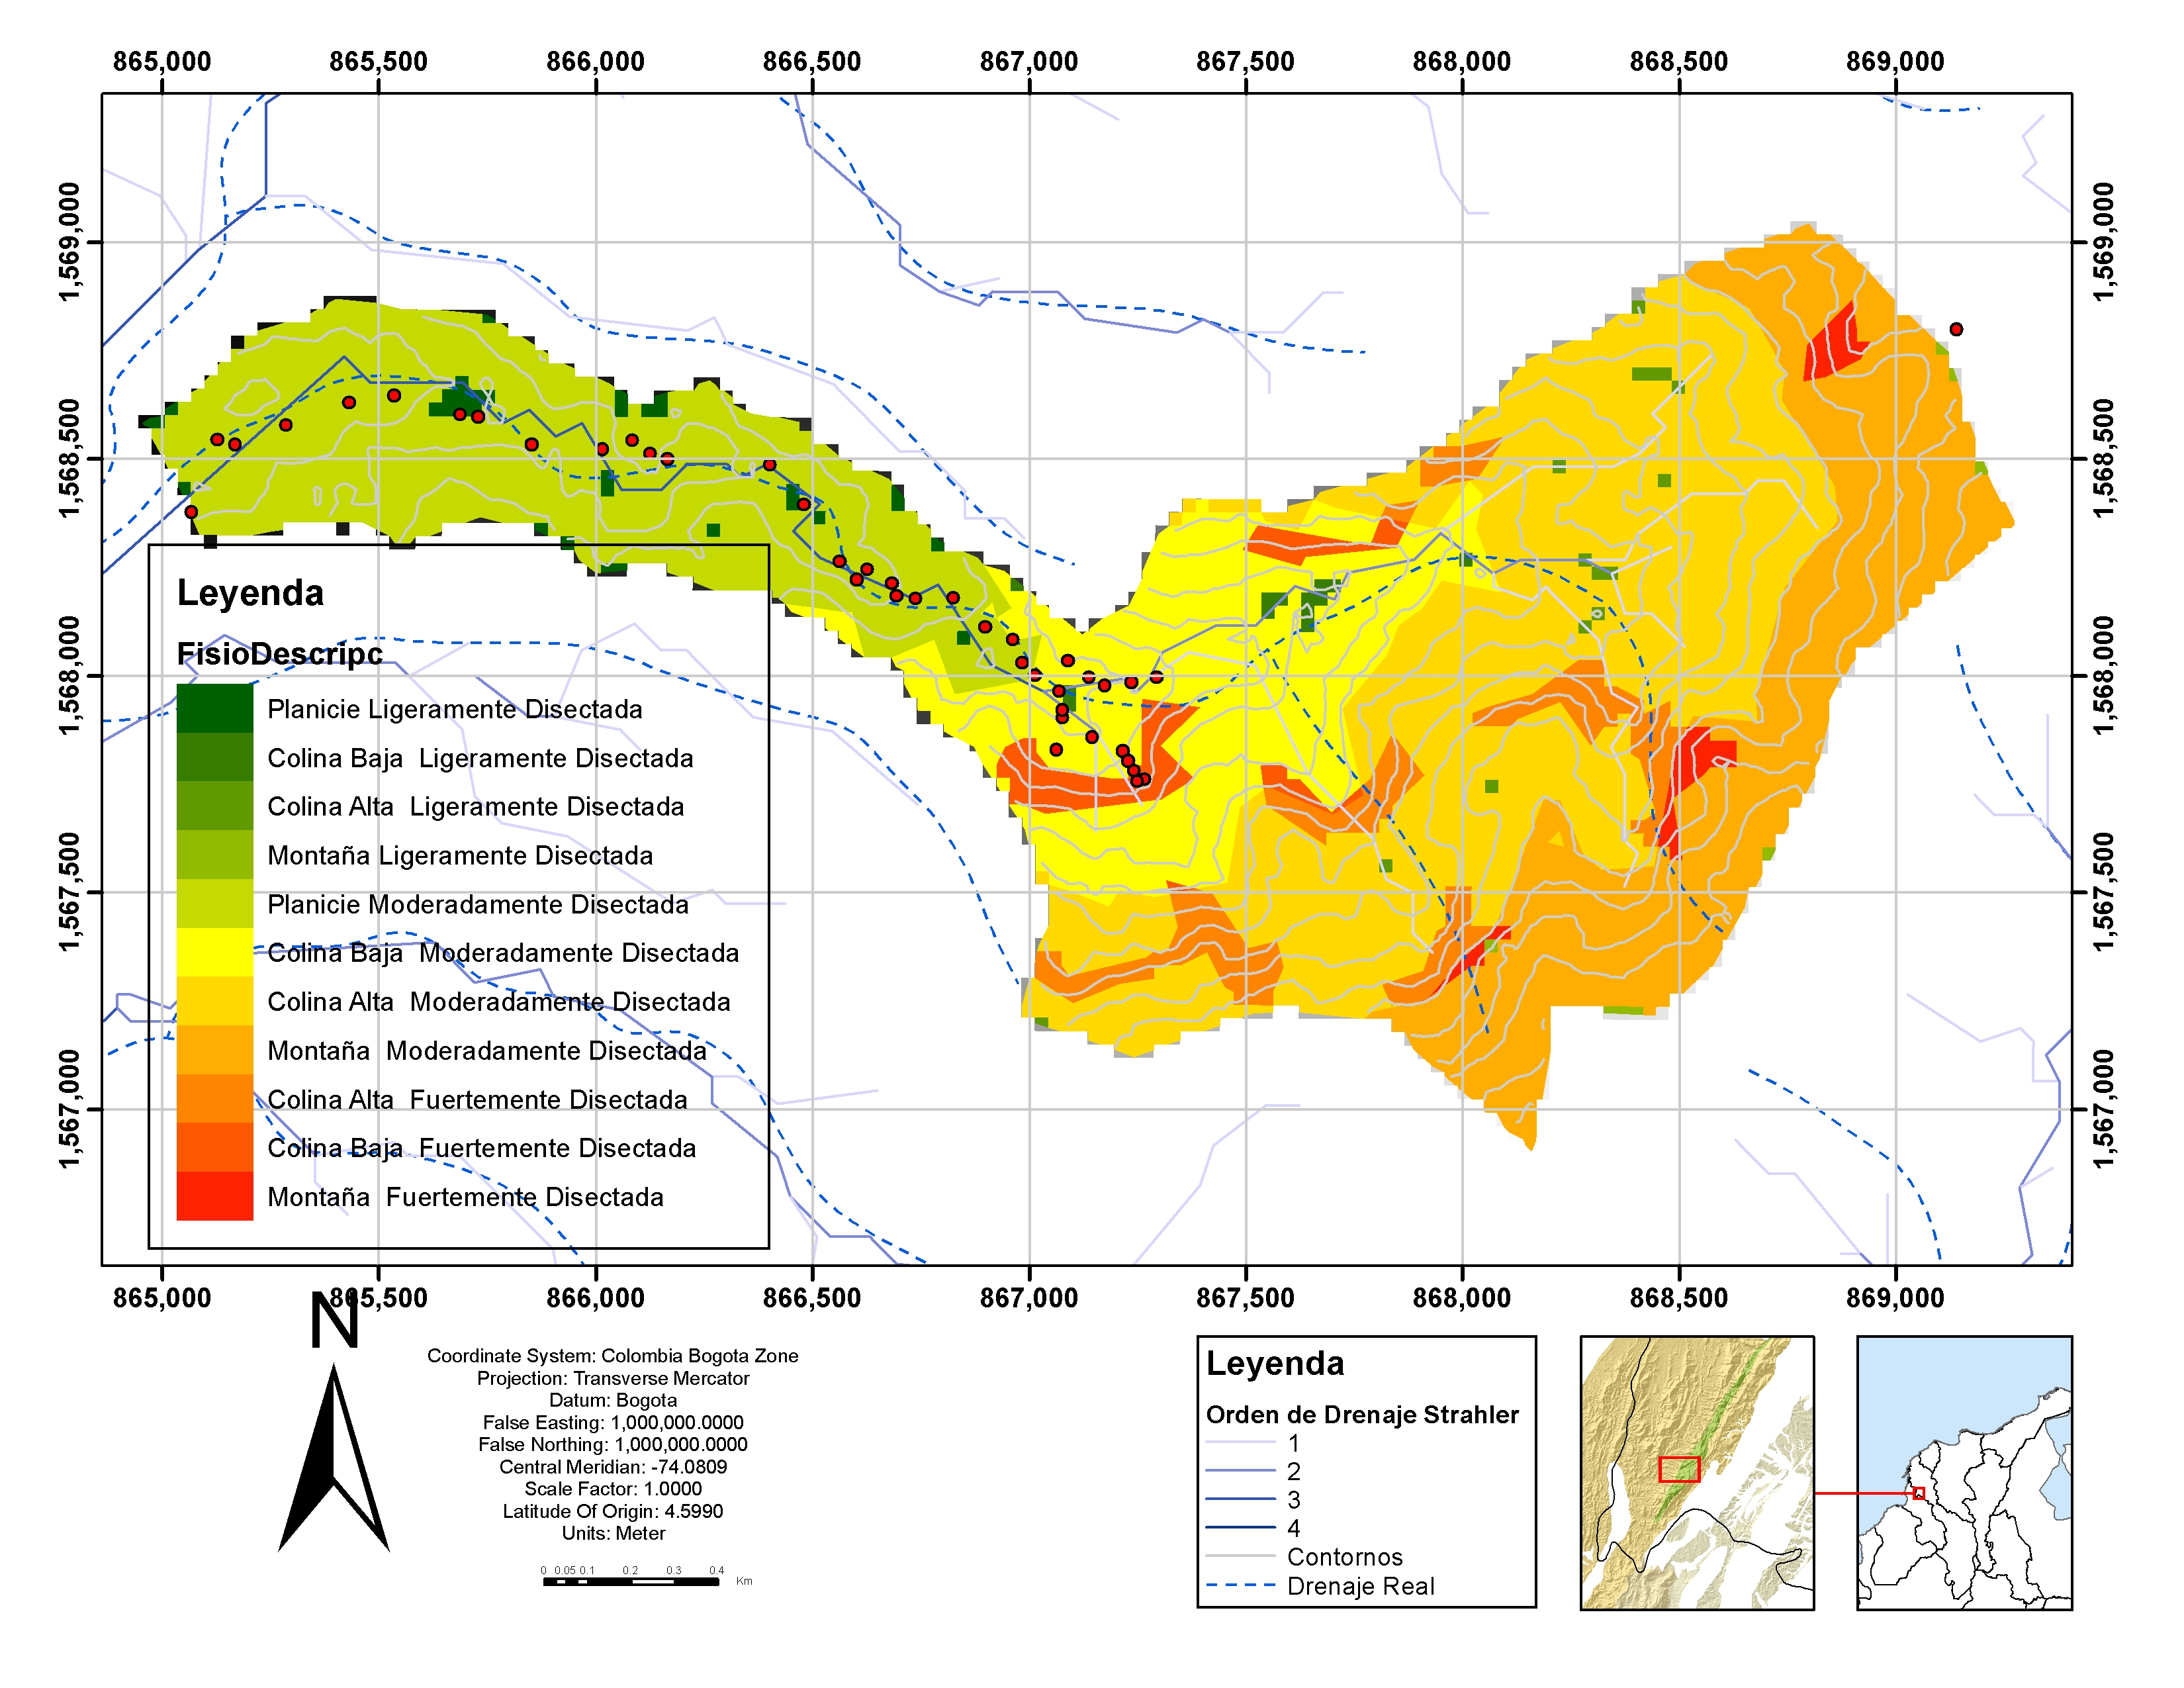 865,000 865,500 866,000 866,500 867,000 867,500 868,000 868,500 869,000
1,569,000 1,569,000
1,568,500 1,568,500
1,568,000 1,568,000
1,567,500 1,567,500
1,567,000 1,567,000
Leyenda
FisioDescripc
Planicie Ligeramente Disectada
Colina Baja Ligeramente Disectada
Colina Alta Ligeramente Disectada
Montaña Ligeramente Disectada
Planicie Moderadamente Disectada
Colina Baja Moderadamente Disectada
Colina Alta Moderadamente Disectada
Montaña Moderadamente Disectada
Colina Alta Fuertemente Disectada
Colina Baja Fuertemente Disectada
Montaña Fuertemente Disectada
865,000 865,500 866,000 866,500 867,000 867,500 868,000 868,500 869,000
N
Coordinate System: Colombia Bogota Zone
Projection: Transverse Mercator
Datum: Bogota
False Easting: 1,000,000.0000
False Northing: 1,000,000.0000
Central Meridian: -74.0809
Scale Factor: 1.0000
Latitude Of Origin: 4.5990
Units: Meter
0 0.05 0.1 0.2 0.3 0.4
Km
Leyenda
Orden de Drenaje Strahler
1
2
3
4
Contornos
Drenaje Real